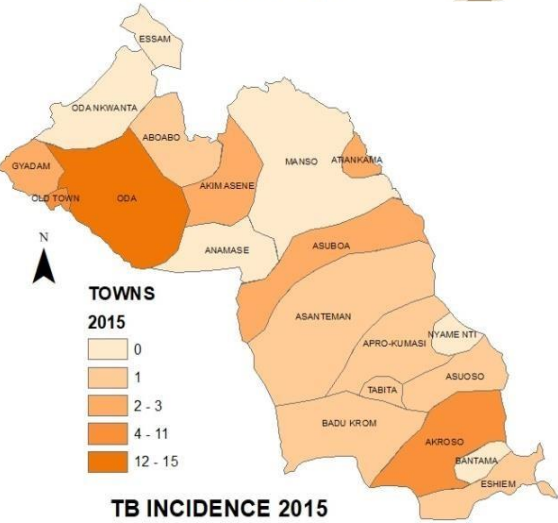 ESSAM
ODA NKWANTA
ABOABO
GYADAM
MANSO
ATIANKAMA
AKIM ASENE
OLD TOWN
ODA
ANAMASE
ASUBOA
N
TOWNS
2015
0
1
2 - 3
4 - 11
12 - 15
ASANTEMAN
NYAME NTI
APRO-KUMASI
ASUOSO
TABITA
BADU KROM
AKROSO
BANTAMA
ESHIEM
TB INCIDENCE 2015